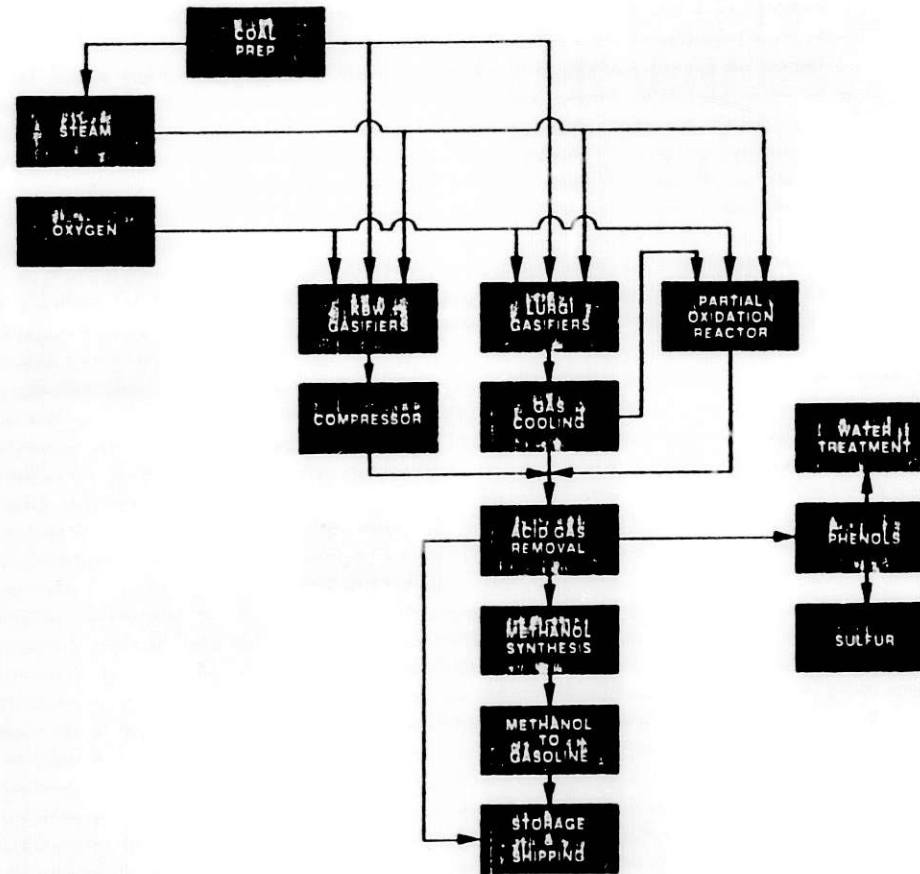 COAL
PREP
STEAM
OXYGEN
KBW
GASIFIERS
LURGI
GASIFIERS
PARTIAL
OXIDATION
REACTOR
COMPRESSOR
GAS
COOLING
WATER
TREATMENT
ACID GAS
REMOVAL
PHENOLS
METHANOL
SYNTHESIS
SULFUR
METHANOL
TO
GASOLINE
STORAGE
&
SHIPPING